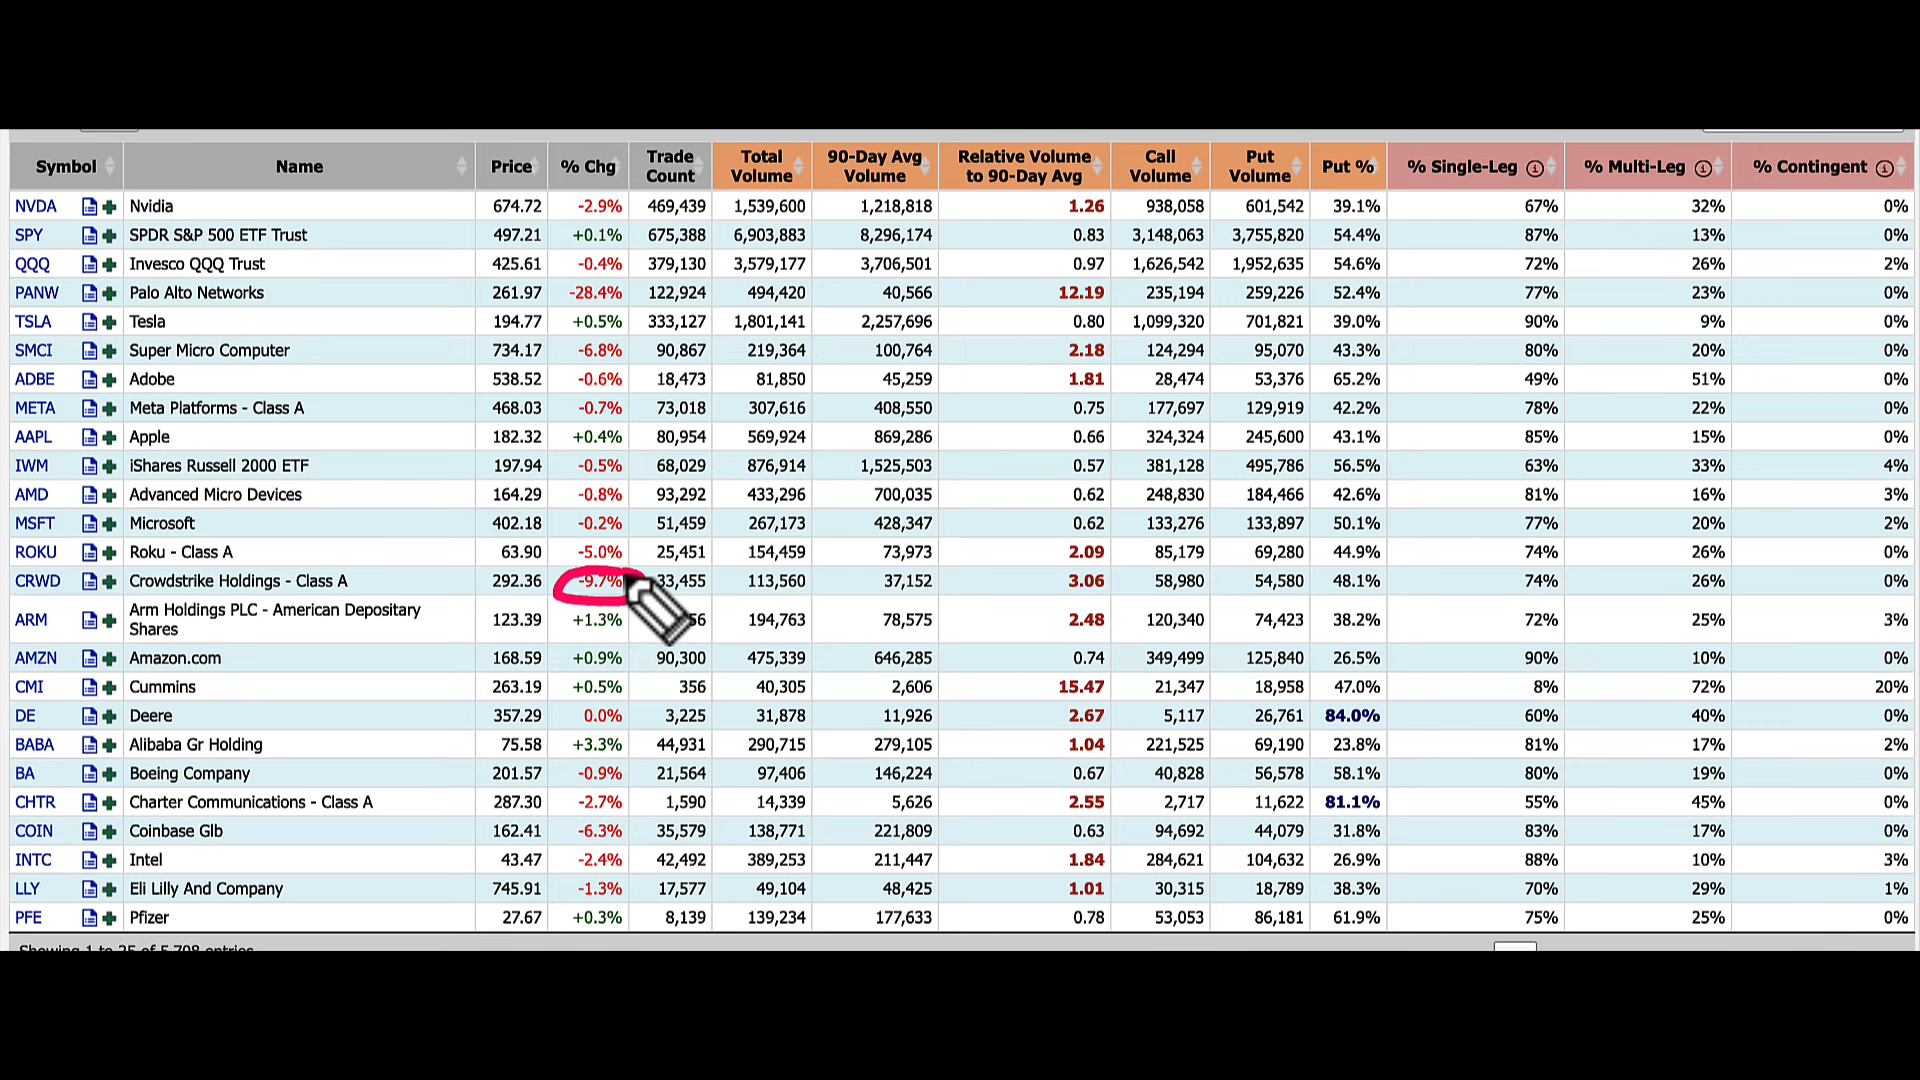 Symbol Name Price % Chg Trade Count Total Volume 90-Day Avg Volume Relative Volume to 90-Day Avg Call Volume Put Volume Put % % Single-Leg % Multi-Leg % Contingent
NVDA Nvidia 674.72 -2.9% 469,439 1,539,600 1,218,818 1.26 938,058 601,542 39.1% 67% 32% 0%
SPY SPDR S&P 500 ETF Trust 497.21 +0.1% 675,388 6,903,883 8,296,174 0.83 3,148,063 3,755,820 54.4% 87% 13% 0%
QQQ Invesco QQQ Trust 425.61 -0.4% 379,130 3,579,177 3,706,501 0.97 1,626,542 1,952,635 54.6% 72% 26% 2%
PANW Palo Alto Networks 261.97 -28.4% 122,924 494,420 40,566 12.19 235,194 259,226 52.4% 77% 23% 0%
TSLA Tesla 194.77 +0.5% 333,127 1,801,141 2,257,696 0.80 1,099,320 701,821 39.0% 90% 9% 0%
SMCI Super Micro Computer 734.17 -6.8% 90,867 219,364 100,764 2.18 124,294 95,070 43.3% 80% 20% 0%
ADBE Adobe 538.52 -0.6% 18,473 81,850 45,259 1.81 28,474 53,376 65.2% 49% 51% 0%
META Meta Platforms - Class A 468.03 -0.7% 73,018 307,616 408,550 0.75 177,697 129,919 42.2% 78% 22% 0%
AAPL Apple 182.32 +0.4% 80,954 569,924 869,286 0.66 324,324 245,600 43.1% 85% 15% 0%
IWM iShares Russell 2000 ETF 197.94 -0.5% 68,029 876,914 1,525,503 0.57 381,128 495,786 56.5% 63% 33% 4%
AMD Advanced Micro Devices 164.29 -0.8% 93,292 433,296 700,035 0.62 248,830 184,466 42.6% 81% 16% 3%
MSFT Microsoft 402.18 -0.2% 51,459 267,173 428,347 0.62 133,276 133,897 50.1% 77% 20% 2%
ROKU Roku - Class A 63.90 -5.0% 25,451 154,459 73,973 2.09 85,179 69,280 44.9% 74% 26% 0%
CRWD Crowdstrike Holdings - Class A 292.36 -9.7% 33,455 113,560 37,152 3.06 58,980 54,580 48.1% 74% 26% 0%
ARM Arm Holdings PLC - American Depositary Shares 123.39 +1.3% 194,763 78,575 2.48 120,340 74,423 38.2% 72% 25% 3%
AMZN Amazon.com 168.59 +0.9% 90,300 475,339 646,285 0.74 349,499 125,840 26.5% 90% 10% 0%
CMI Cummins 263.19 +0.5% 356 40,305 2,606 15.47 21,347 18,958 47.0% 8% 72% 20%
DE Deere 357.29 0.0% 3,225 31,878 11,926 2.67 5,117 26,761 84.0% 60% 40% 0%
BABA Alibaba Gr Holding 75.58 +3.3% 44,931 290,715 279,105 1.04 221,525 69,190 23.8% 81% 17% 2%
BA Boeing Company 201.57 -0.9% 21,564 97,406 146,224 0.67 40,828 56,578 58.1% 80% 19% 0%
CHTR Charter Communications - Class A 287.30 -2.7% 1,590 14,339 5,626 2.55 2,717 11,622 81.1% 55% 45% 0%
COIN Coinbase Glb 162.41 -6.3% 35,579 138,771 221,809 0.63 94,692 44,079 31.8% 83% 17% 0%
INTC Intel 43.47 -2.4% 42,492 389,253 211,447 1.84 284,621 104,632 26.9% 88% 10% 3%
LLY Eli Lilly And Company 745.91 -1.3% 17,577 49,104 48,425 1.01 30,315 18,789 38.3% 70% 29% 1%
PFE Pfizer 27.67 +0.3% 8,139 139,234 177,633 0.78 53,053 86,181 61.9% 75% 25% 0%
Showing 1 to 25 of 5,708 entries